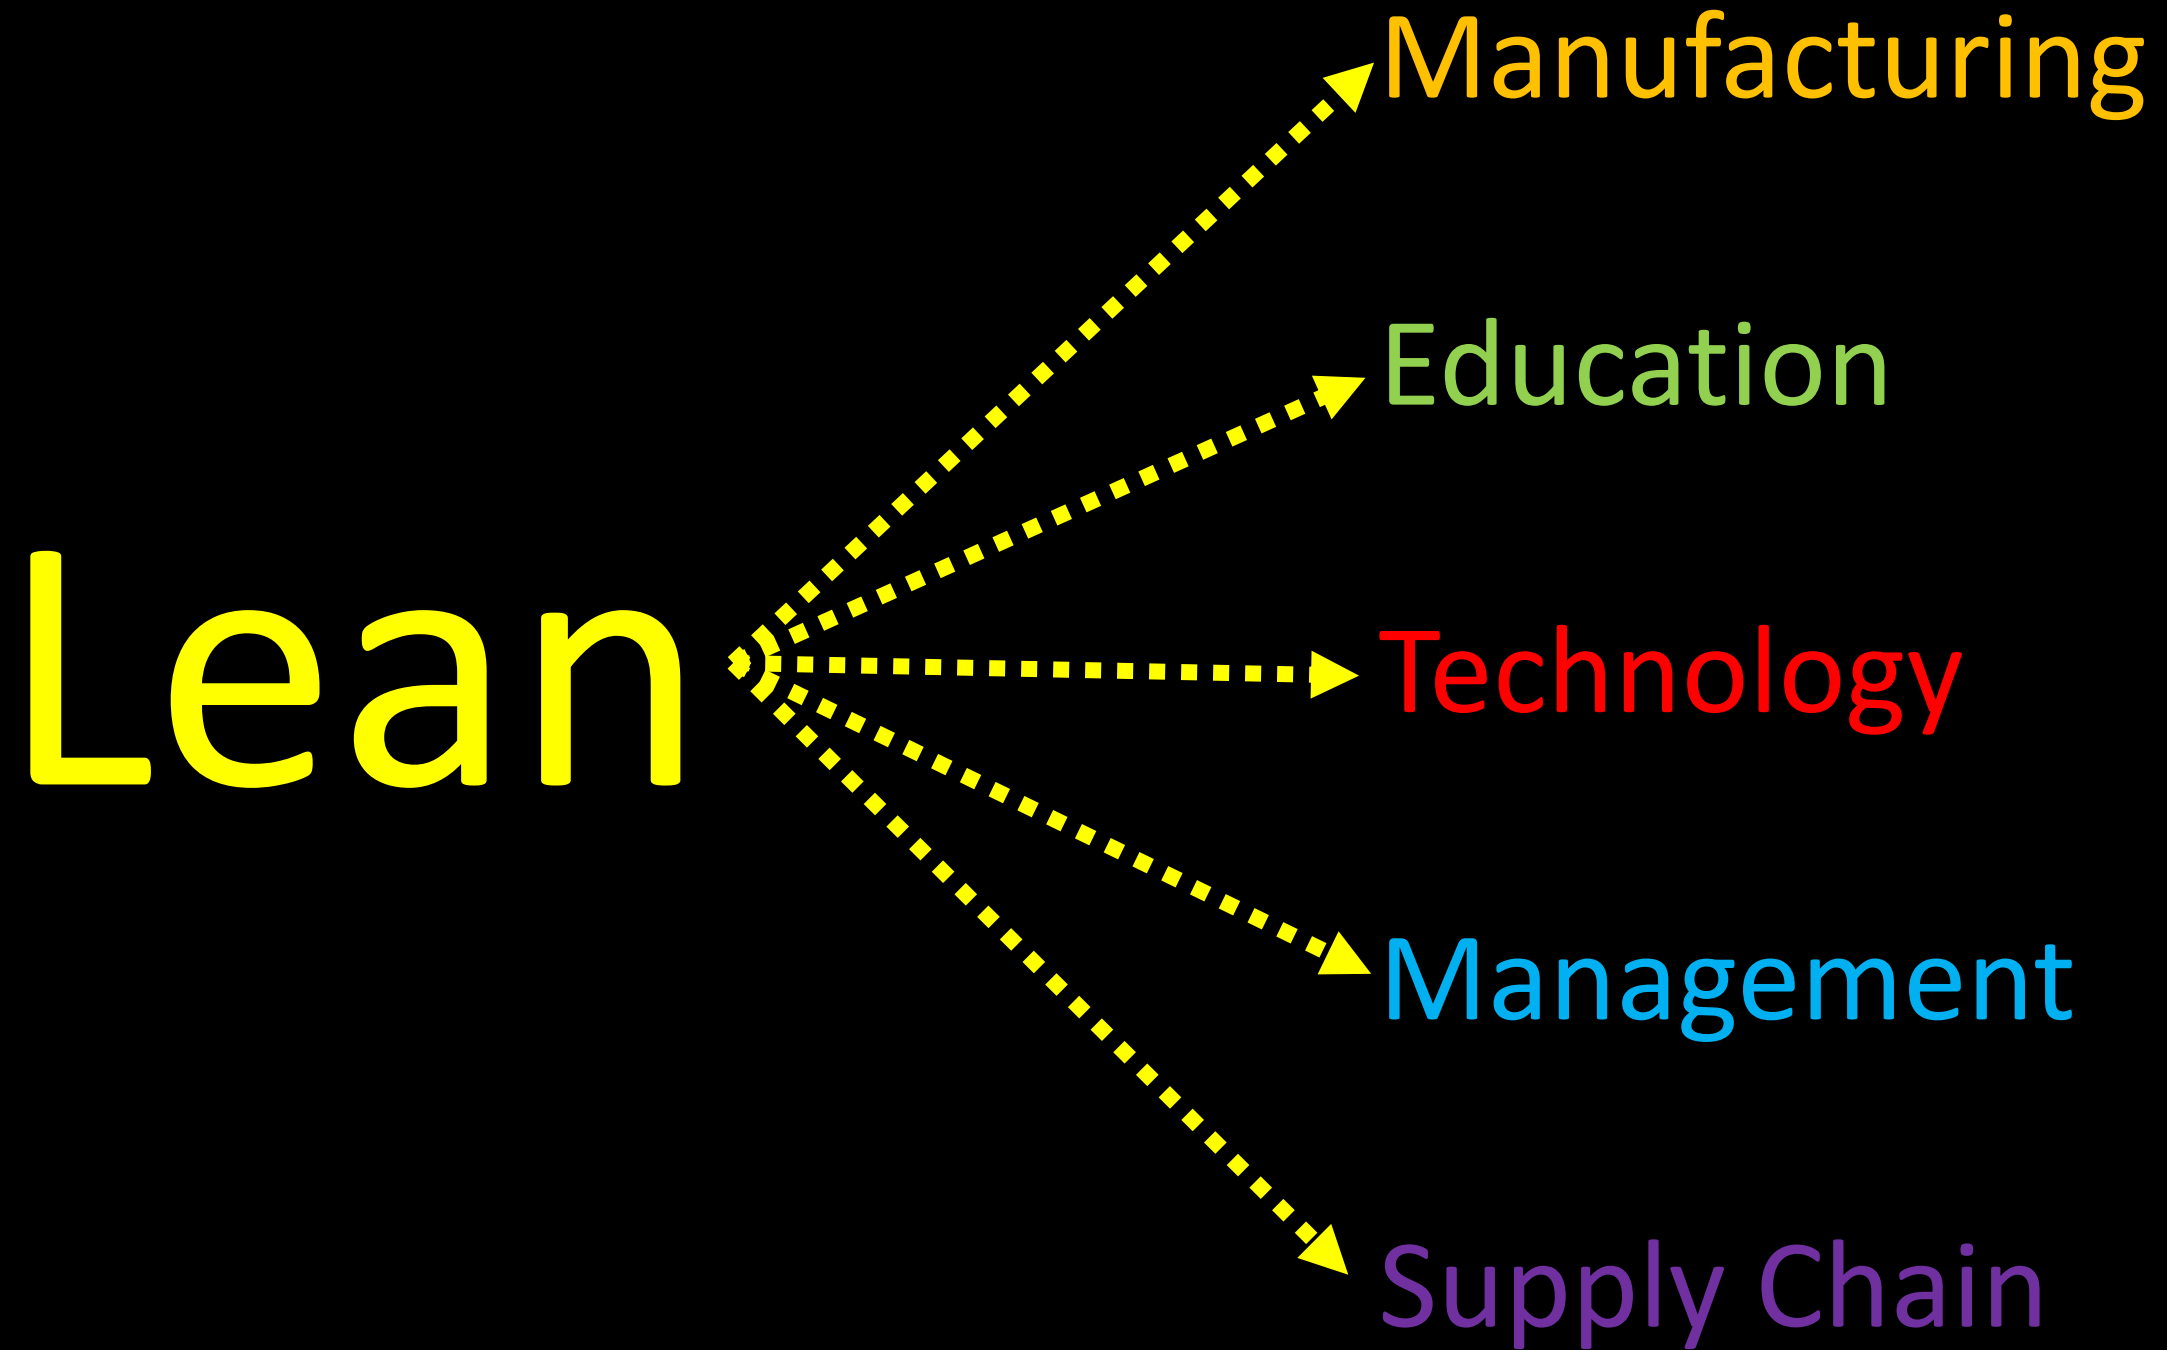 Manufacturing
Education
Lean
Technology
Management
Supply Chain